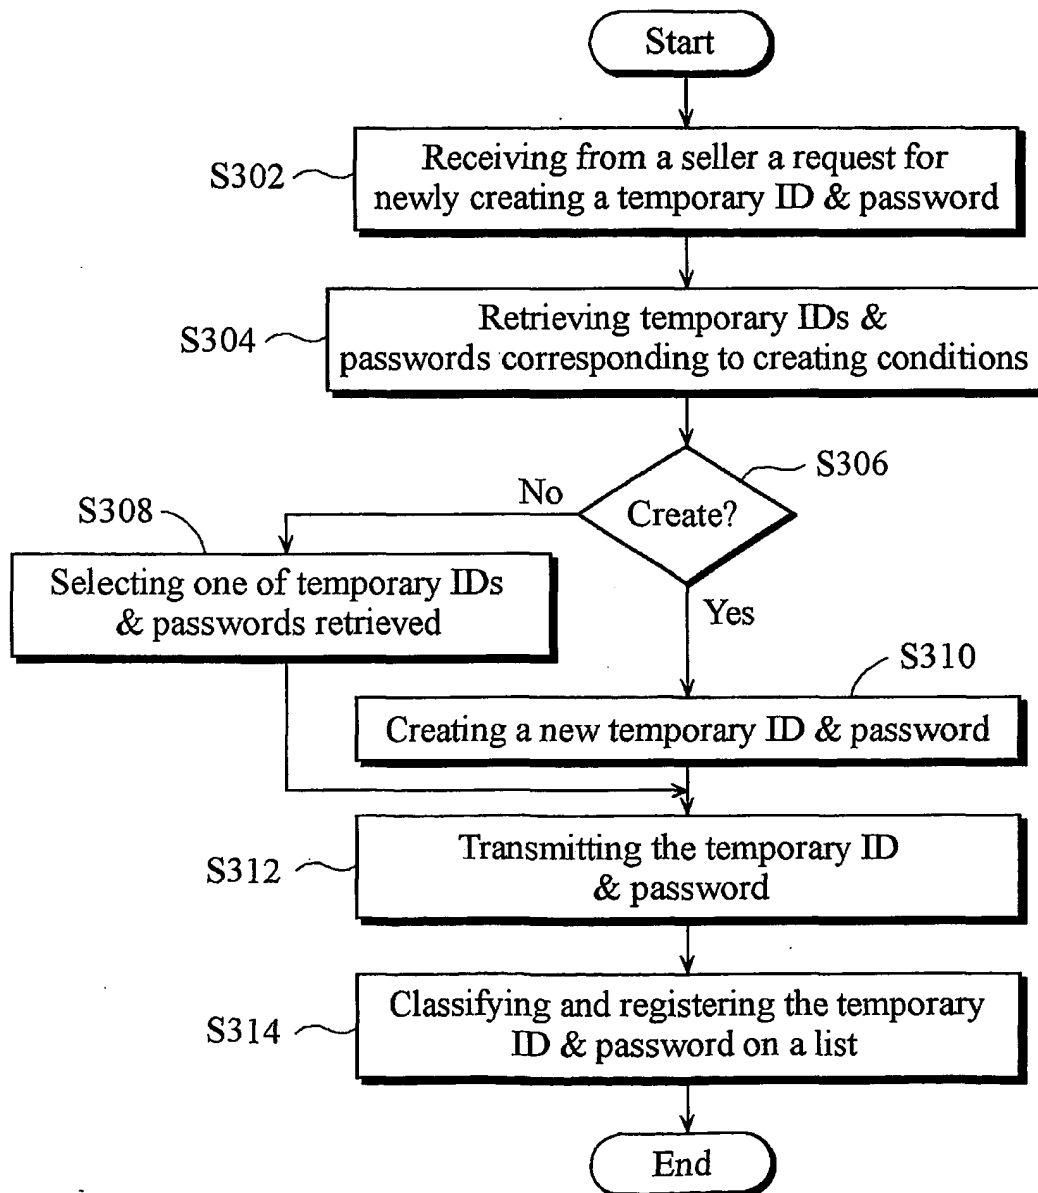 Start
S302
Receiving from a seller a request for
newly creating a temporary ID & password
S304
Retrieving temporary IDs &
passwords corresponding to creating conditions
S306
Create?
No
S308
Selecting one of temporary IDs
& passwords retrieved
Yes
S310
Creating a new temporary ID & password
S312
Transmitting the temporary ID
& password
S314
Classifying and registering the temporary
ID & password on a list
End